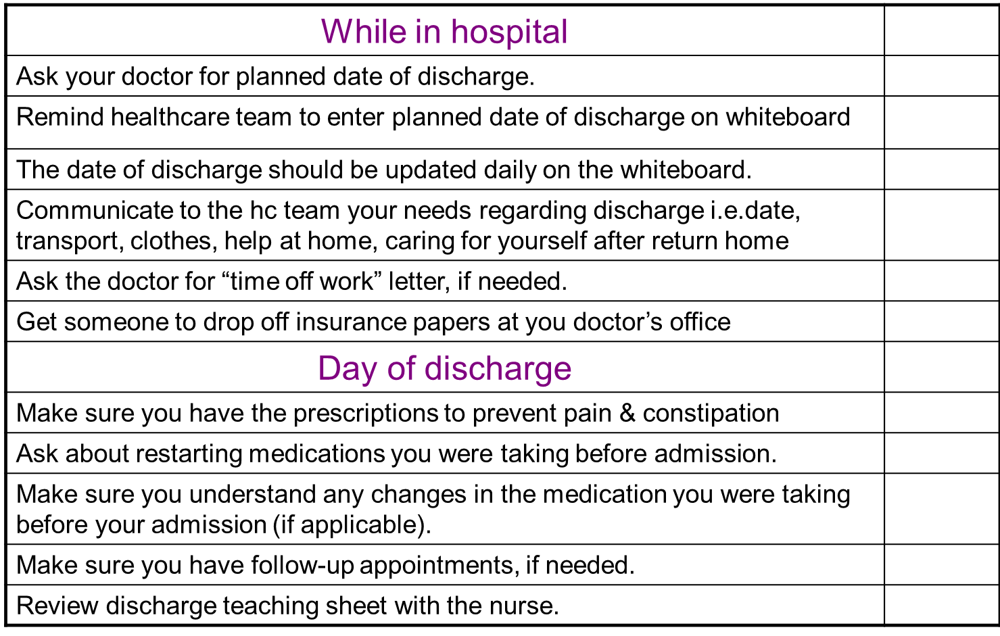 While in hospital
Ask your doctor for planned date of discharge.
Remind healthcare team to enter planned date of discharge on whiteboard
The date of discharge should be updated daily on the whiteboard.
Communicate to the hc team your needs regarding discharge i.e.date,
transport, clothes, help at home, caring for yourself after return home
Ask the doctor for “time off work” letter, if needed.
Get someone to drop off insurance papers at you doctor’s office
Day of discharge
Make sure you have the prescriptions to prevent pain & constipation
Ask about restarting medications you were taking before admission.
Make sure you understand any changes in the medication you were taking
before your admission (if applicable).
Make sure you have follow-up appointments, if needed.
Review discharge teaching sheet with the nurse.